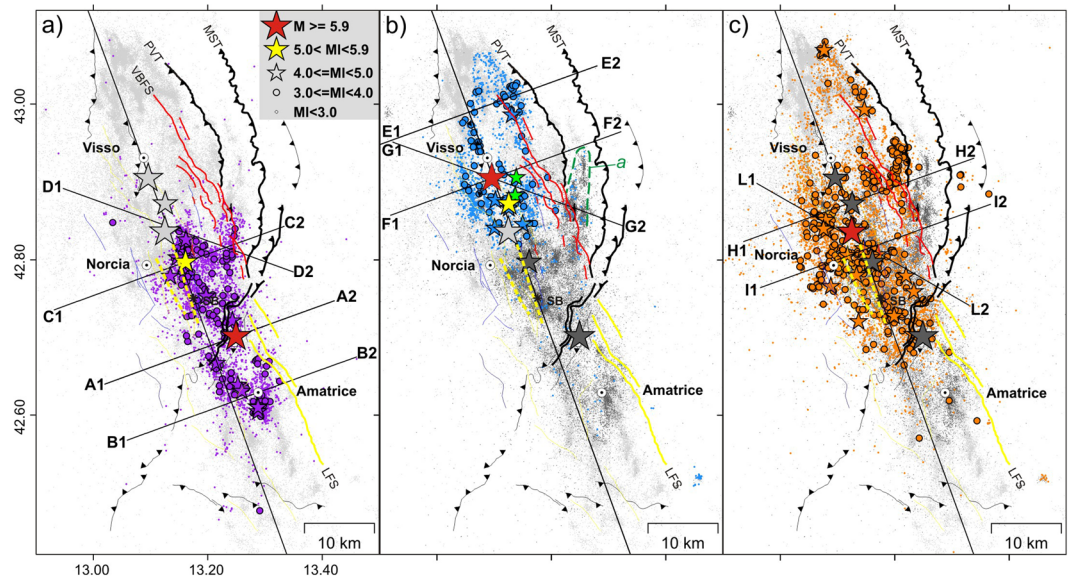 a)
M >= 5.9
5.0< Ml<5.9
4.0<=Ml<5.0
3.0<=Ml<4.0
Ml<3.0
PVT
MST
VBFS
Visso
D1
C2
Norcia
D2
SB
C1
A2
B2
A1
Amatrice
B1
LFS
10 km
43.00
42.80
42.60
13.00
13.20
13.40
b)
PVT
MST
E2
F2
E1
Visso
G1
a
F1
G2
Norcia
SB
Amatrice
LFS
10 km
c)
PVT
MST
Visso
H2
L1
I2
H1
Norcia
I1
SB
L2
Amatrice
LFS
10 km